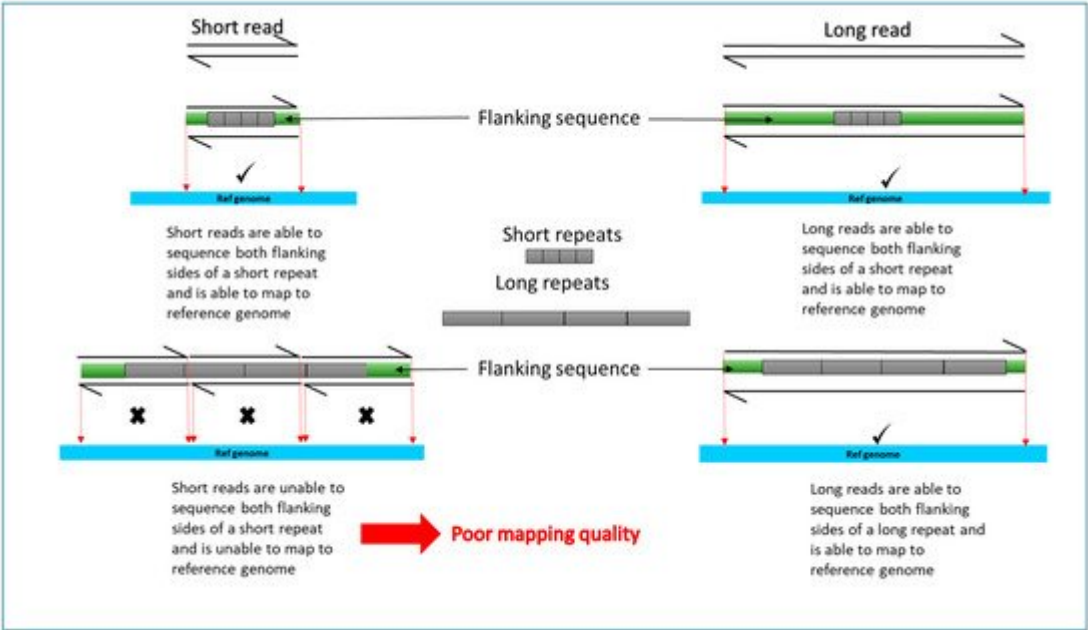 Short read
Long read
Flanking sequence
Ref genome
Ref genome
Short reads are able to
sequence both flanking
sides of a short repeat
and is able to map to
reference genome
Short repeats
Long repeats
Long reads are able to
sequence both flanking
sides of a short repeat
and is able to map to
reference genome
Flanking sequence
Ref genome
Ref genome
Short reads are unable to
sequence both flanking
sides of a short repeat
and is unable to map to
reference genome
Poor mapping quality
Long reads are able to
sequence both flanking
sides of a long repeat and
is able to map to
reference genome